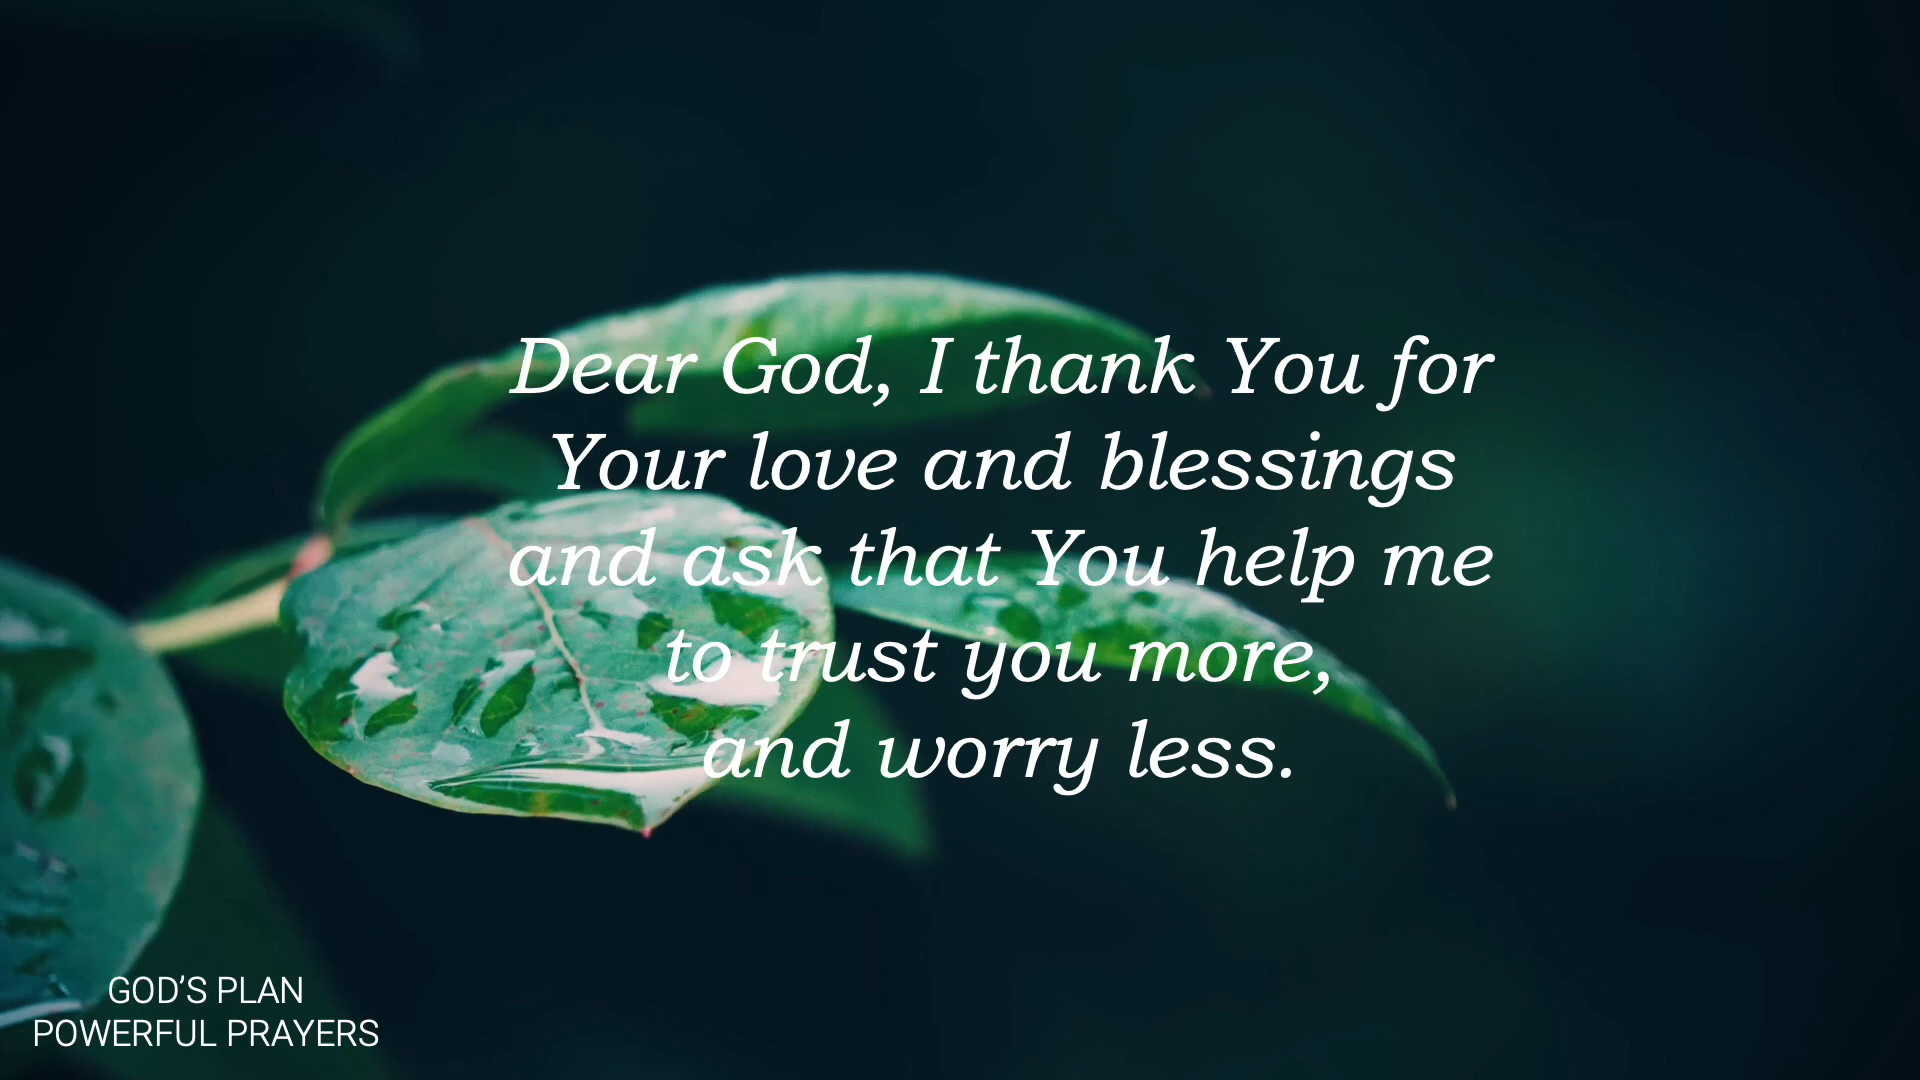 Dear God, I thank You for
Your love and blessings
and ask that You help me
to trust you more,
and worry less.
GOD’S PLAN
POWERFUL PRAYERS